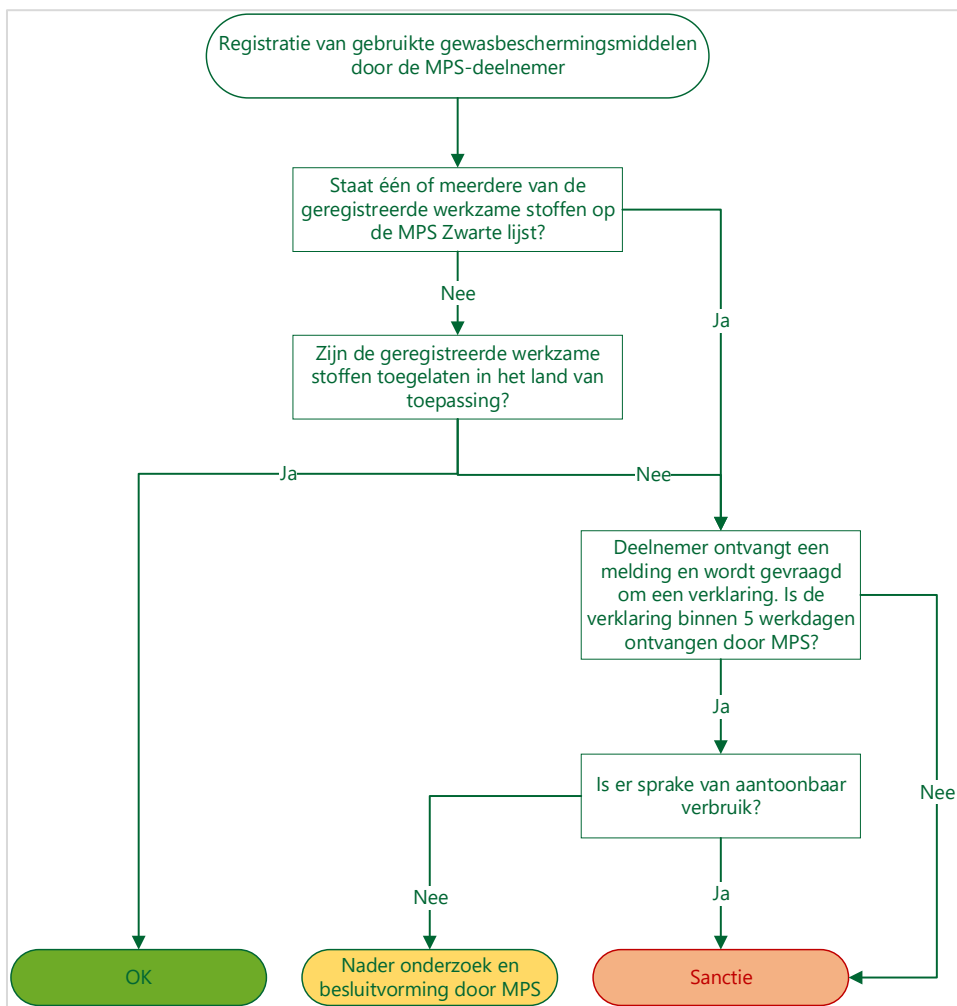 Registratie van gebruikte gewasbeschermingsmiddelen
door de MPS-deelnemer
Staat één of meerdere van de
geregistreerde werkzame stoffen op
de MPS Zwarte lijst?
Nee
Ja
Zijn de geregistreerde werkzame
stoffen toegelaten in het land van
toepassing?
Ja
Nee
Deelnemer ontvangt een
melding en wordt gevraagd
om een verklaring. Is de
verklaring binnen 5 werkdagen
ontvangen door MPS?
Ja
Nee
Is er sprake van aantoonbaar
verbruik?
Nee
Ja
OK
Nader onderzoek en
besluitvorming door MPS
Sanctie